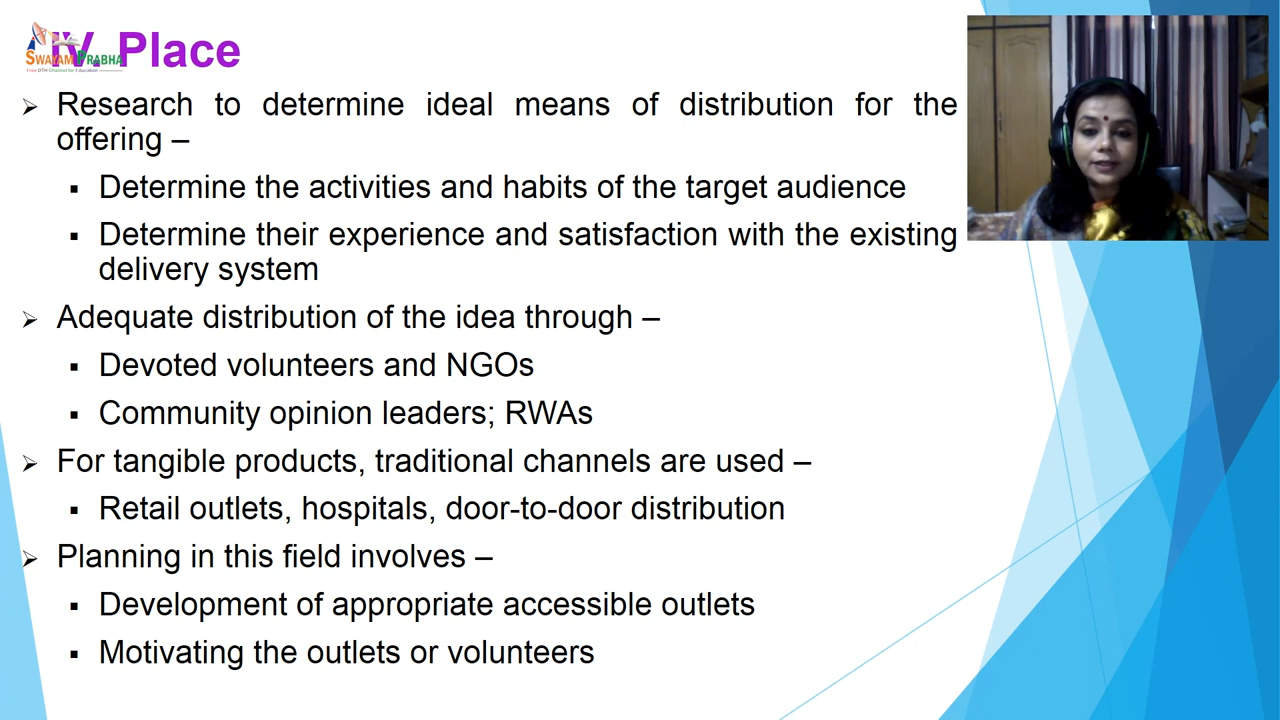 IV. Place
SWAYAM PRABHA
Research to determine ideal means of distribution for the
offering –
Determine the activities and habits of the target audience
Determine their experience and satisfaction with the existing
delivery system
Adequate distribution of the idea through –
Devoted volunteers and NGOs
Community opinion leaders; RWAs
For tangible products, traditional channels are used –
Retail outlets, hospitals, door-to-door distribution
Planning in this field involves –
Development of appropriate accessible outlets
Motivating the outlets or volunteers